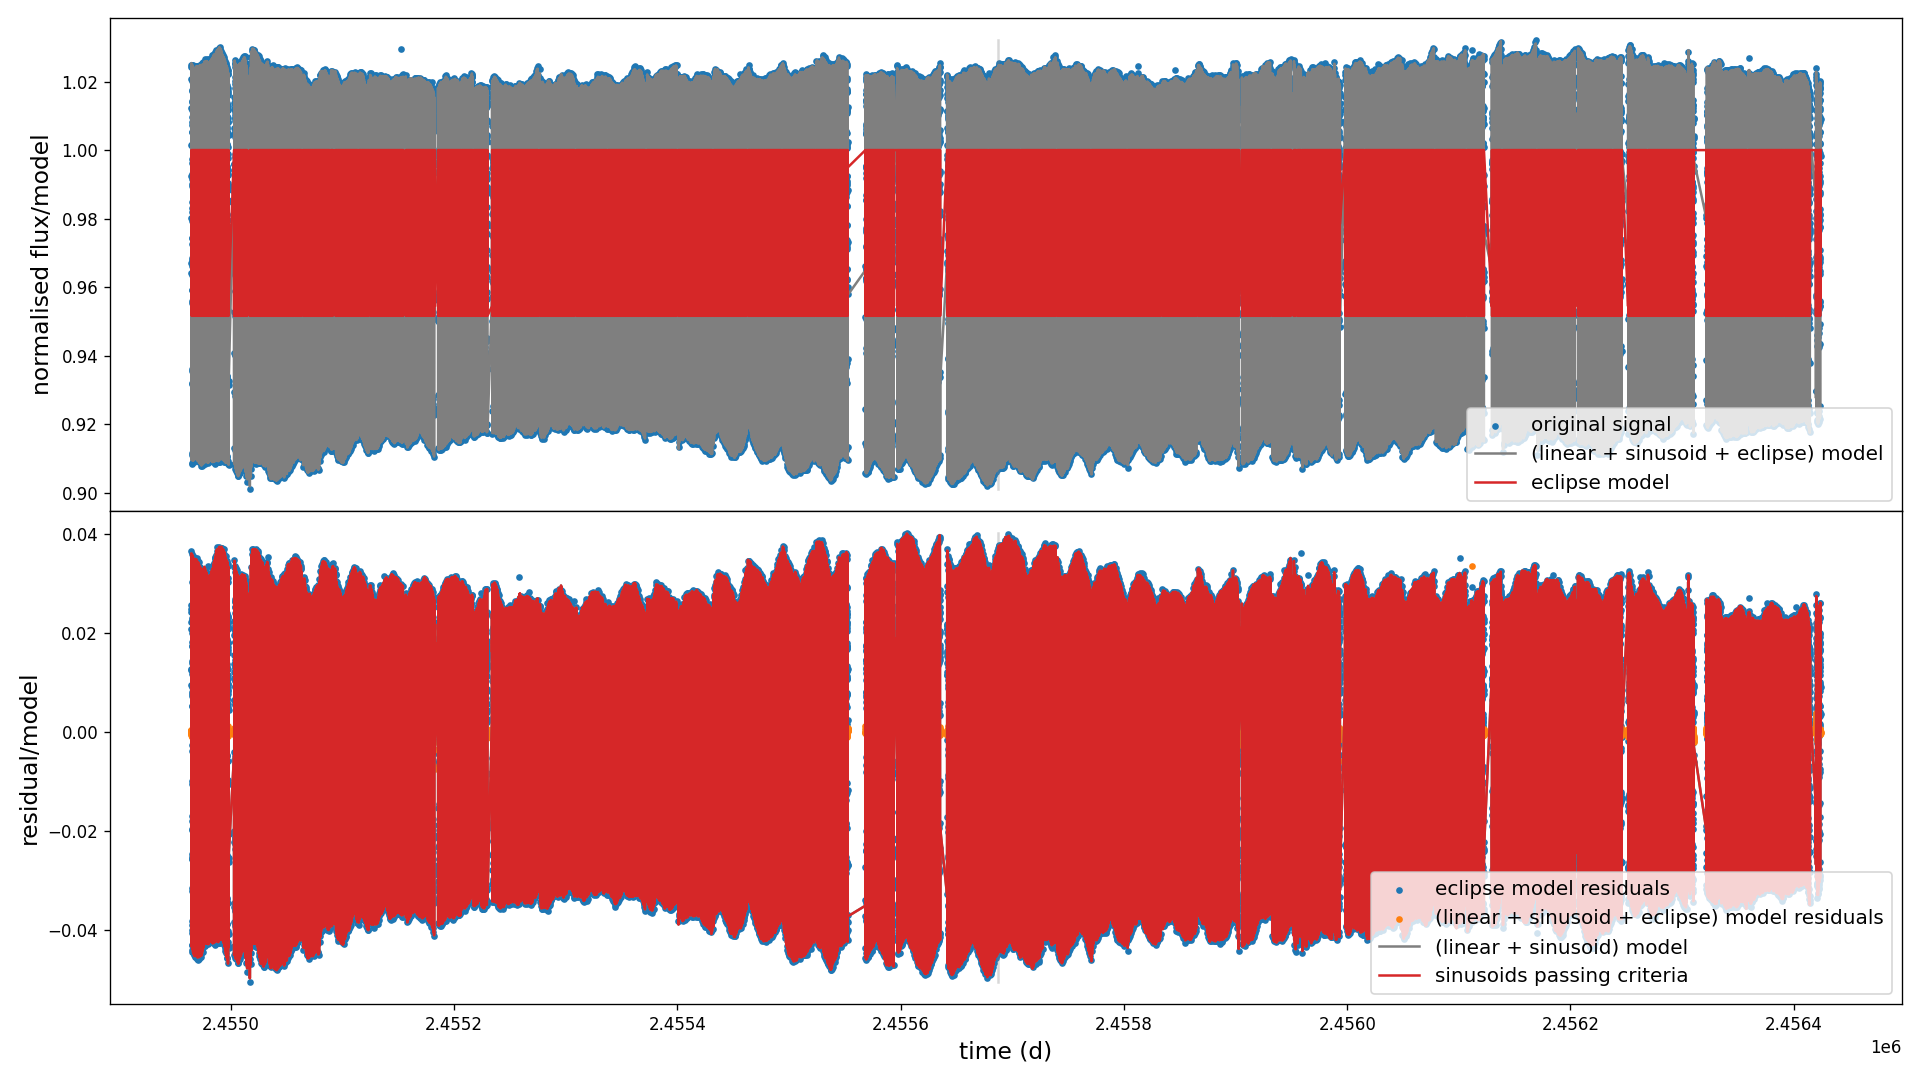 normalised flux/model
1.02
1.00
0.98
0.96
0.94
0.92
0.90
original signal
(linear + sinusoid + eclipse) model
eclipse model
residual/model
0.04
0.02
0.00
−0.02
−0.04
eclipse model residuals
(linear + sinusoid + eclipse) model residuals
(linear + sinusoid) model
sinusoids passing criteria
2.4550 2.4552 2.4554 2.4556 2.4558 2.4560 2.4562 2.4564
1e6
time (d)